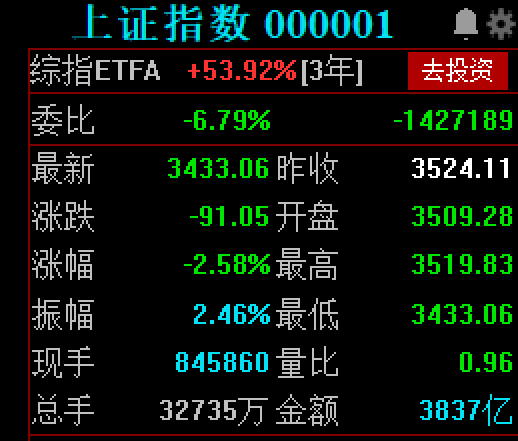 上证指数 000001
综指ETFA +53.92%[3年] 去投资
委比 -6.79% -1427189
最新 3433.06 昨收 3524.11
涨跌 -91.05 开盘 3509.28
涨幅 -2.58% 最高 3519.83
振幅 2.46% 最低 3433.06
现手 845860 量比 0.96
总手 32735万 金额 3837亿